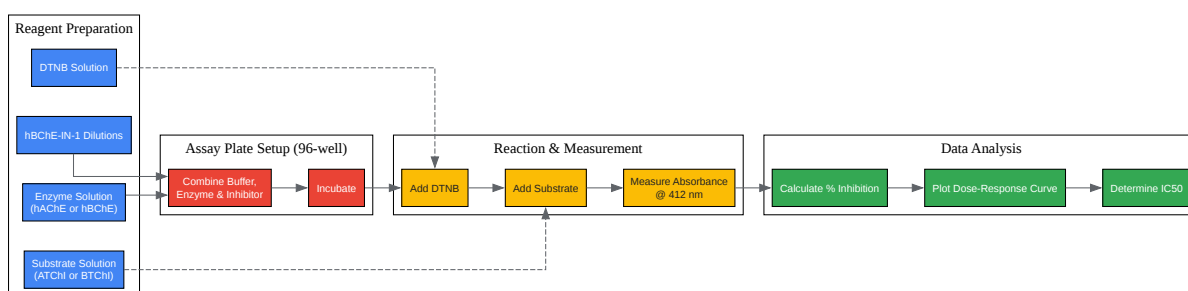 Reagent Preparation
DTNB Solution
hBChE-IN-1 Dilutions
Enzyme Solution
(hAChE or hBChE)
Substrate Solution
(ATChI or BTChI)
Assay Plate Setup (96-well)
Combine Buffer,
Enzyme & Inhibitor
Incubate
Reaction & Measurement
Add DTNB
Add Substrate
Measure Absorbance
@ 412 nm
Data Analysis
Calculate % Inhibition
Plot Dose-Response Curve
Determine IC50